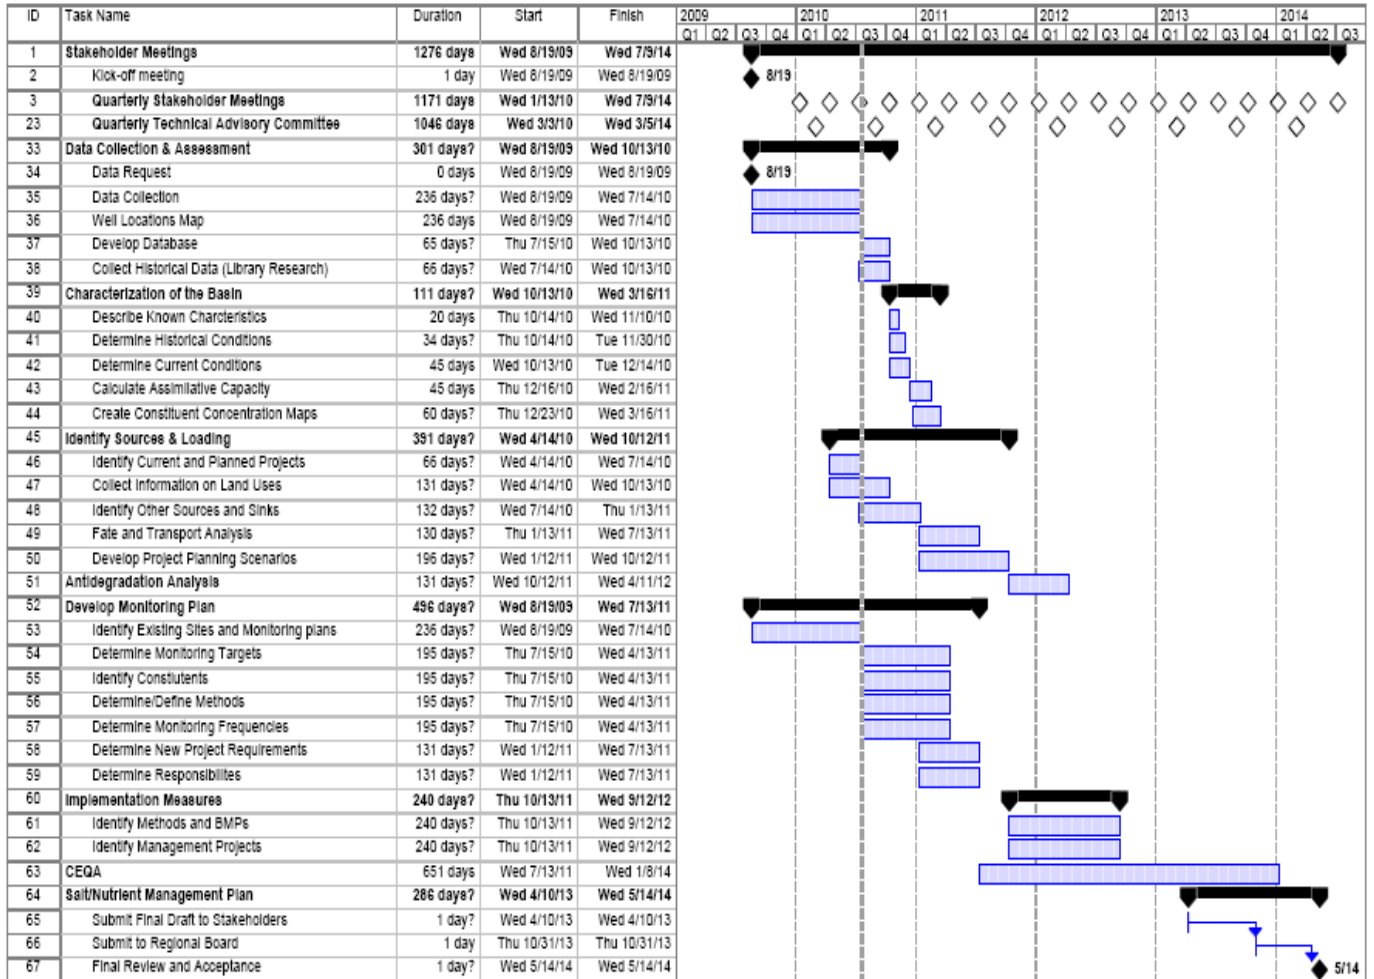 ID Task Name Duration Start Finish 2009 2010 2011 2012 2013 2014
Q1 Q2 Q3 Q4 Q1 Q2 Q3 Q4 Q1 Q2 Q3 Q4 Q1 Q2 Q3 Q4 Q1 Q2 Q3 Q4 Q1 Q2 Q3
1 Stakeholder Meetings 1276 days Wed 8/19/09 Wed 7/9/14
2 Kick-off meeting 1 day Wed 8/19/09 Wed 8/19/09 8/19
3 Quarterly Stakeholder Meetings 1171 days Wed 1/13/10 Wed 7/9/14
23 Quarterly Technical Advisory Committee 1046 days Wed 3/3/10 Wed 3/5/14
33 Data Collection & Assessment 301 days? Wed 8/19/09 Wed 10/13/10
34 Data Request 0 days Wed 8/19/09 Wed 8/19/09 8/19
35 Data Collection 236 days? Wed 8/19/09 Wed 7/14/10
36 Well Locations Map 236 days Wed 8/19/09 Wed 7/14/10
37 Develop Database 65 days? Thu 7/15/10 Wed 10/13/10
38 Collect Historical Data (Library Research) 66 days? Wed 7/14/10 Wed 10/13/10
39 Characterization of the Basin 111 days? Wed 10/13/10 Wed 3/16/11
40 Describe Known Charcteristics 20 days Thu 10/14/10 Wed 11/10/10
41 Determine Historical Conditions 34 days? Thu 10/14/10 Tue 11/30/10
42 Determine Current Conditions 45 days Wed 10/13/10 Tue 12/14/10
43 Calculate Assimilative Capacity 45 days Thu 12/16/10 Wed 2/16/11
44 Create Constituent Concentration Maps 60 days? Thu 12/23/10 Wed 3/16/11
45 Identify Sources & Loading 391 days? Wed 4/14/10 Wed 10/12/11
46 Identify Current and Planned Projects 66 days? Wed 4/14/10 Wed 7/14/10
47 Collect Information on Land Uses 131 days? Wed 4/14/10 Wed 10/13/10
48 Identify Other Sources and Sinks 132 days? Wed 7/14/10 Thu 1/13/11
49 Fate and Transport Analysis 130 days? Thu 1/13/11 Wed 7/13/11
50 Develop Project Planning Scenarios 196 days? Wed 1/12/11 Wed 10/12/11
51 Antidegradation Analysis 131 days? Wed 10/12/11 Wed 4/11/12
52 Develop Monitoring Plan 496 days? Wed 8/19/09 Wed 7/13/11
53 Identify Existing Sites and Monitoring plans 236 days? Wed 8/19/09 Wed 7/14/10
54 Determine Monitoring Targets 195 days? Thu 7/15/10 Wed 4/13/11
55 Identify Constiutents 195 days? Thu 7/15/10 Wed 4/13/11
56 Determine/Define Methods 195 days? Thu 7/15/10 Wed 4/13/11
57 Determine Monitoring Frequencies 195 days? Thu 7/15/10 Wed 4/13/11
58 Determine New Project Requirements 131 days? Wed 1/12/11 Wed 7/13/11
59 Determine Responsibilites 131 days? Wed 1/12/11 Wed 7/13/11
60 Implementation Measures 240 days? Thu 10/13/11 Wed 9/12/12
61 Identify Methods and BMPs 240 days? Thu 10/13/11 Wed 9/12/12
62 Identify Management Projects 240 days? Thu 10/13/11 Wed 9/12/12
63 CEQA 651 days Wed 7/13/11 Wed 1/8/14
64 Salt/Nutrient Management Plan 286 days? Wed 4/10/13 Wed 5/14/14
65 Submit Final Draft to Stakeholders 1 day? Wed 4/10/13 Wed 4/10/13
66 Submit to Regional Board 1 day Thu 10/31/13 Thu 10/31/13
67 Final Review and Acceptance 1 day? Wed 5/14/14 Wed 5/14/14 5/14